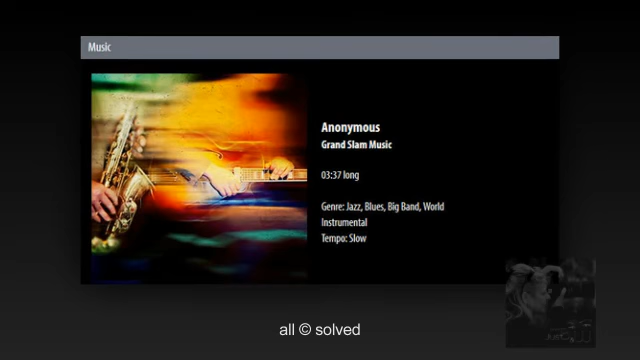 Music
Anonymous
Grand Slam Music
03:37 long
Genre: Jazz, Blues, Big Band, World
Instrumental
Tempo: Slow
all © solved